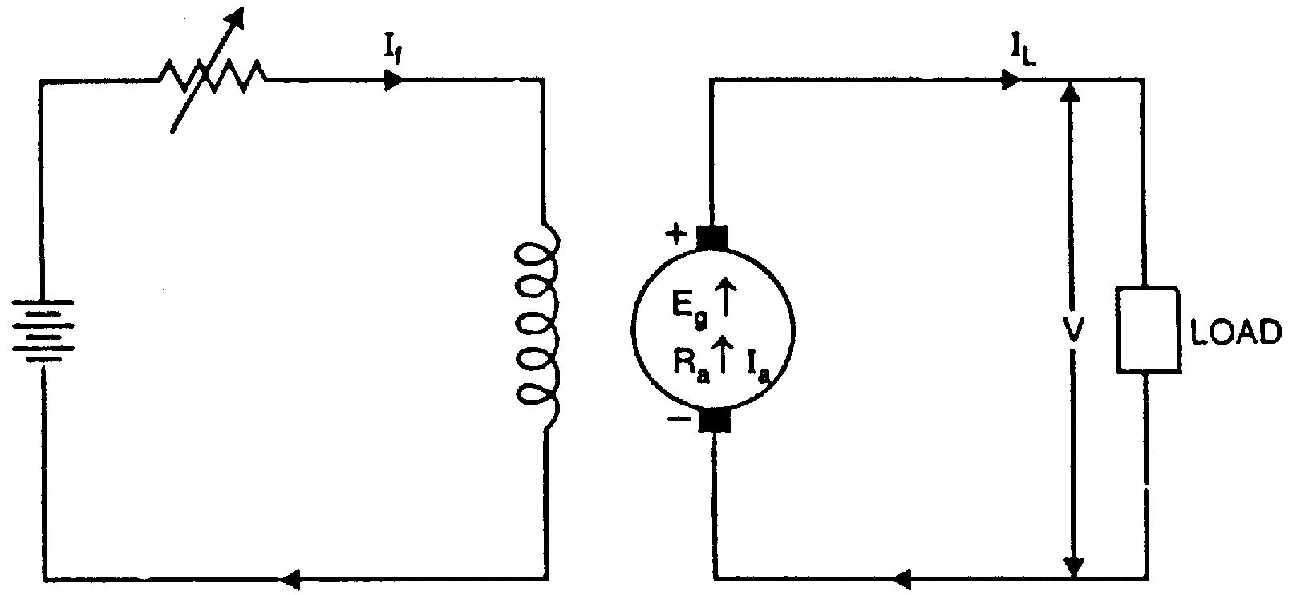 I_f
I_L
+
E_g ↑
R_a ↑ I_a
−
V
LOAD